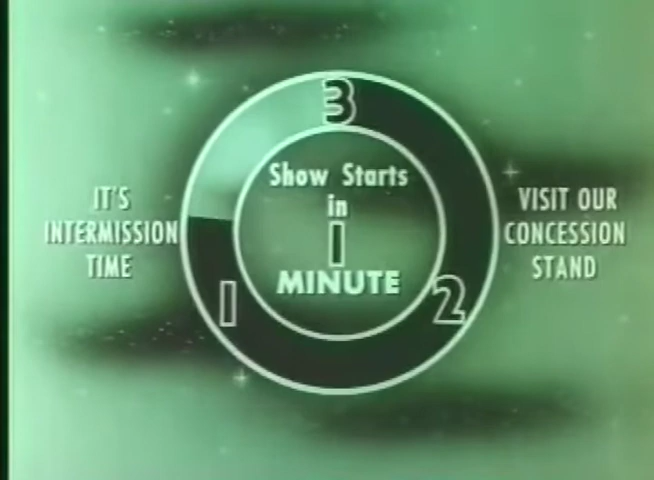 3
Show Starts
in
1
MINUTE
IT'S
INTERMISSION
TIME
VISIT OUR
CONCESSION
STAND
1
2